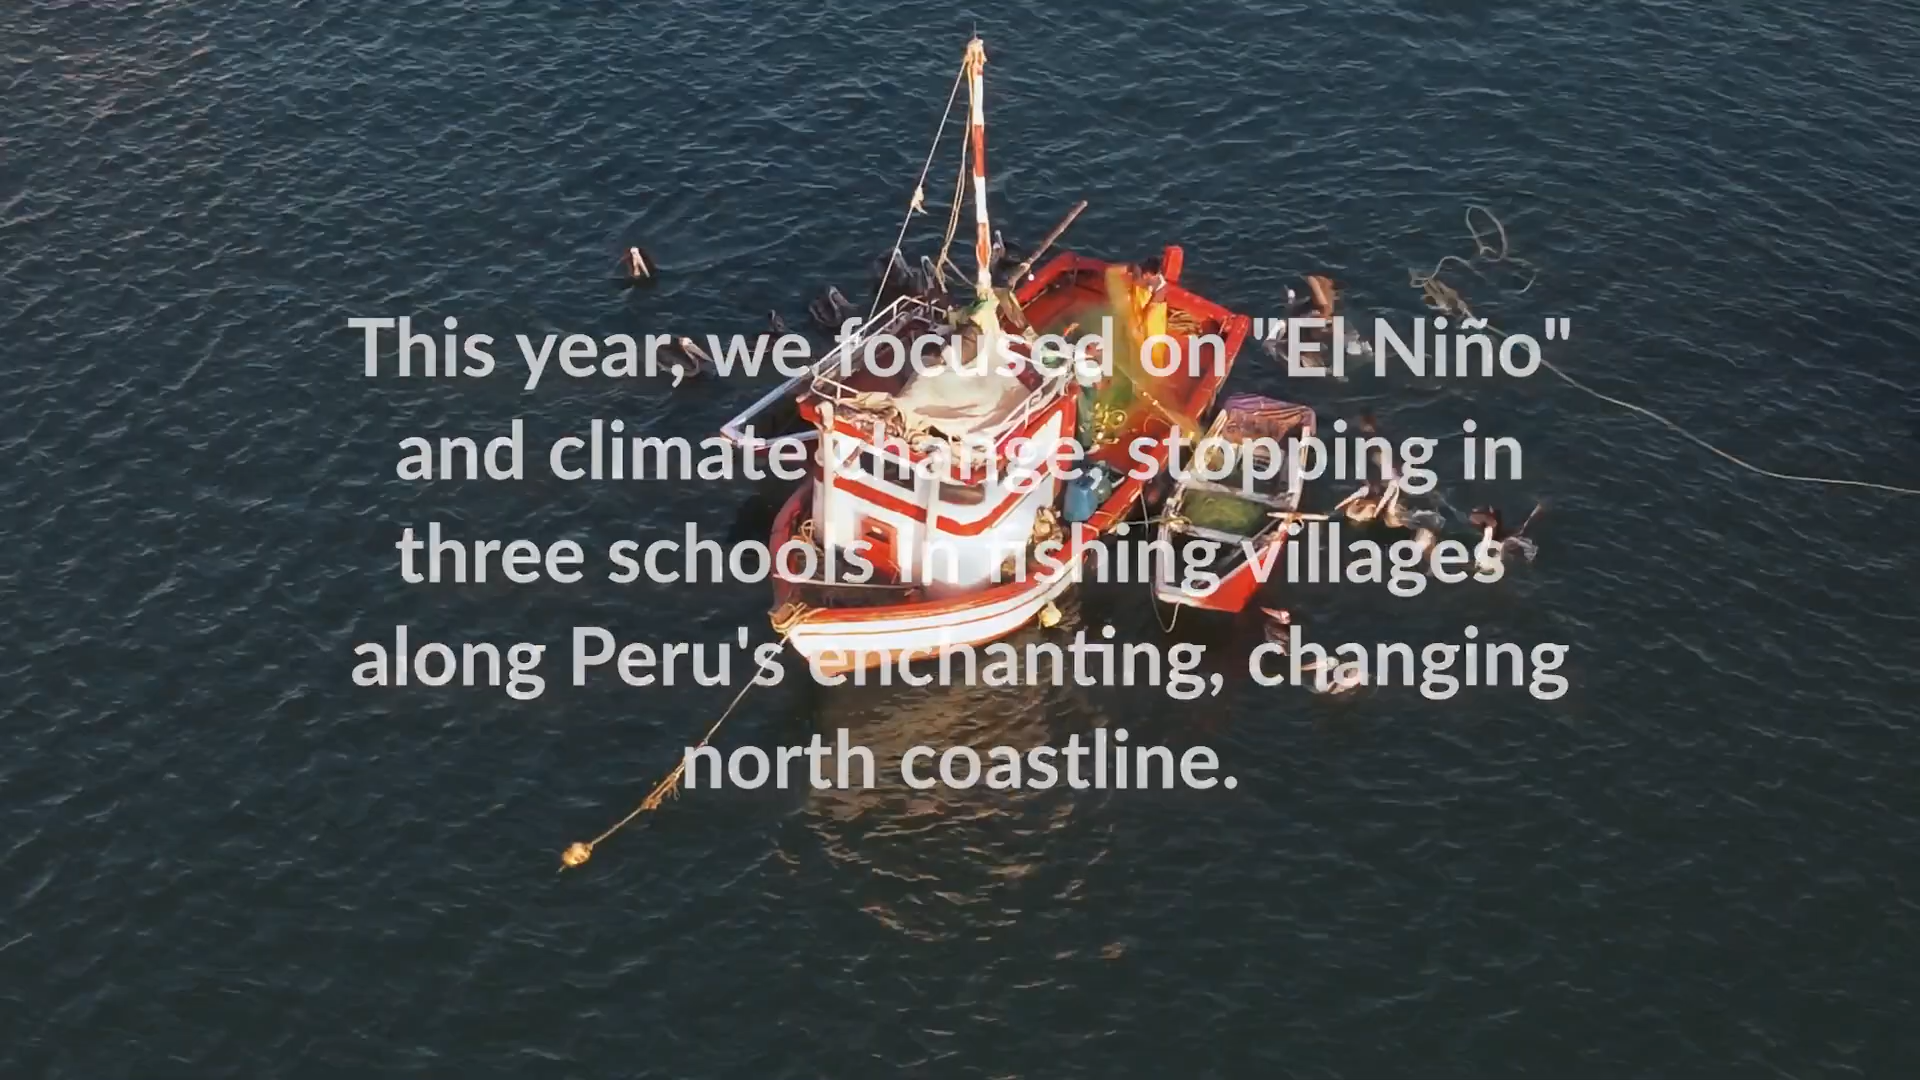 This year, we focused on "El Niño"
and climate change, stopping in
three schools in fishing villages
along Peru's enchanting, changing
north coastline.